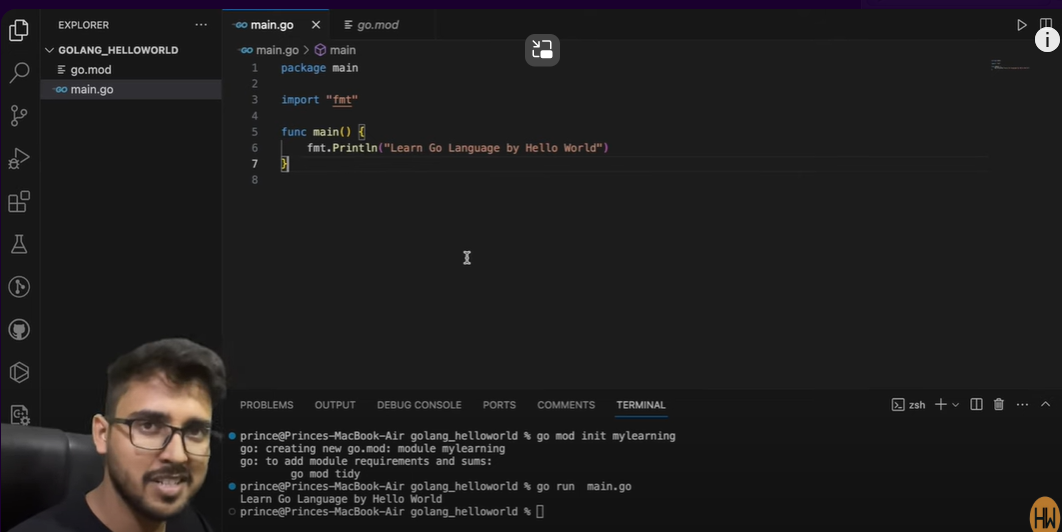 EXPLORER
GOLANG_HELLOWORLD
go.mod
main.go
main.go
go.mod
main.go > main
1 package main
2
3 import "fmt"
4
5 func main() {
6 fmt.Println("Learn Go Language by Hello World")
7 }
8
PROBLEMS OUTPUT DEBUG CONSOLE PORTS COMMENTS TERMINAL
zsh
prince@Princes-MacBook-Air golang_helloworld % go mod init mylearning
go: creating new go.mod: module mylearning
go: to add module requirements and sums:
go mod tidy
prince@Princes-MacBook-Air golang_helloworld % go run  main.go
Learn Go Language by Hello World
prince@Princes-MacBook-Air golang_helloworld %
HW